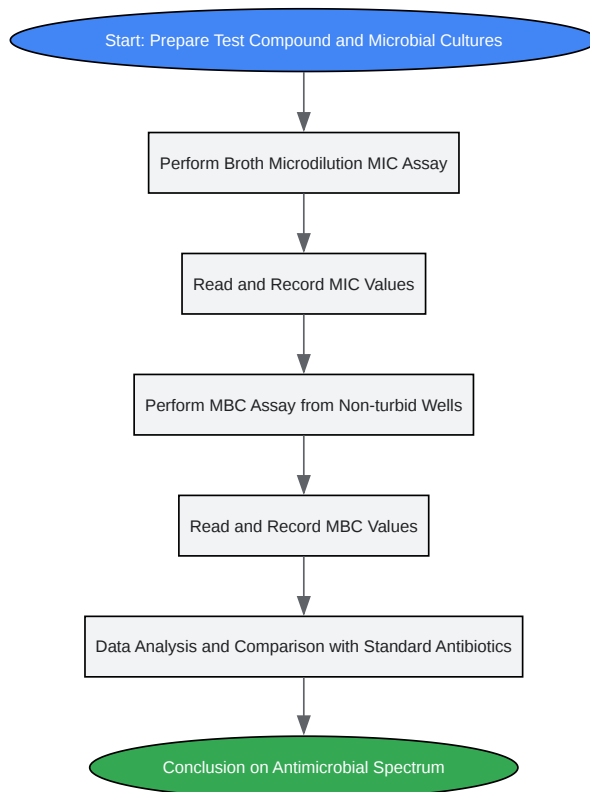 Start: Prepare Test Compound and Microbial Cultures
Perform Broth Microdilution MIC Assay
Read and Record MIC Values
Perform MBC Assay from Non-turbid Wells
Read and Record MBC Values
Data Analysis and Comparison with Standard Antibiotics
Conclusion on Antimicrobial Spectrum